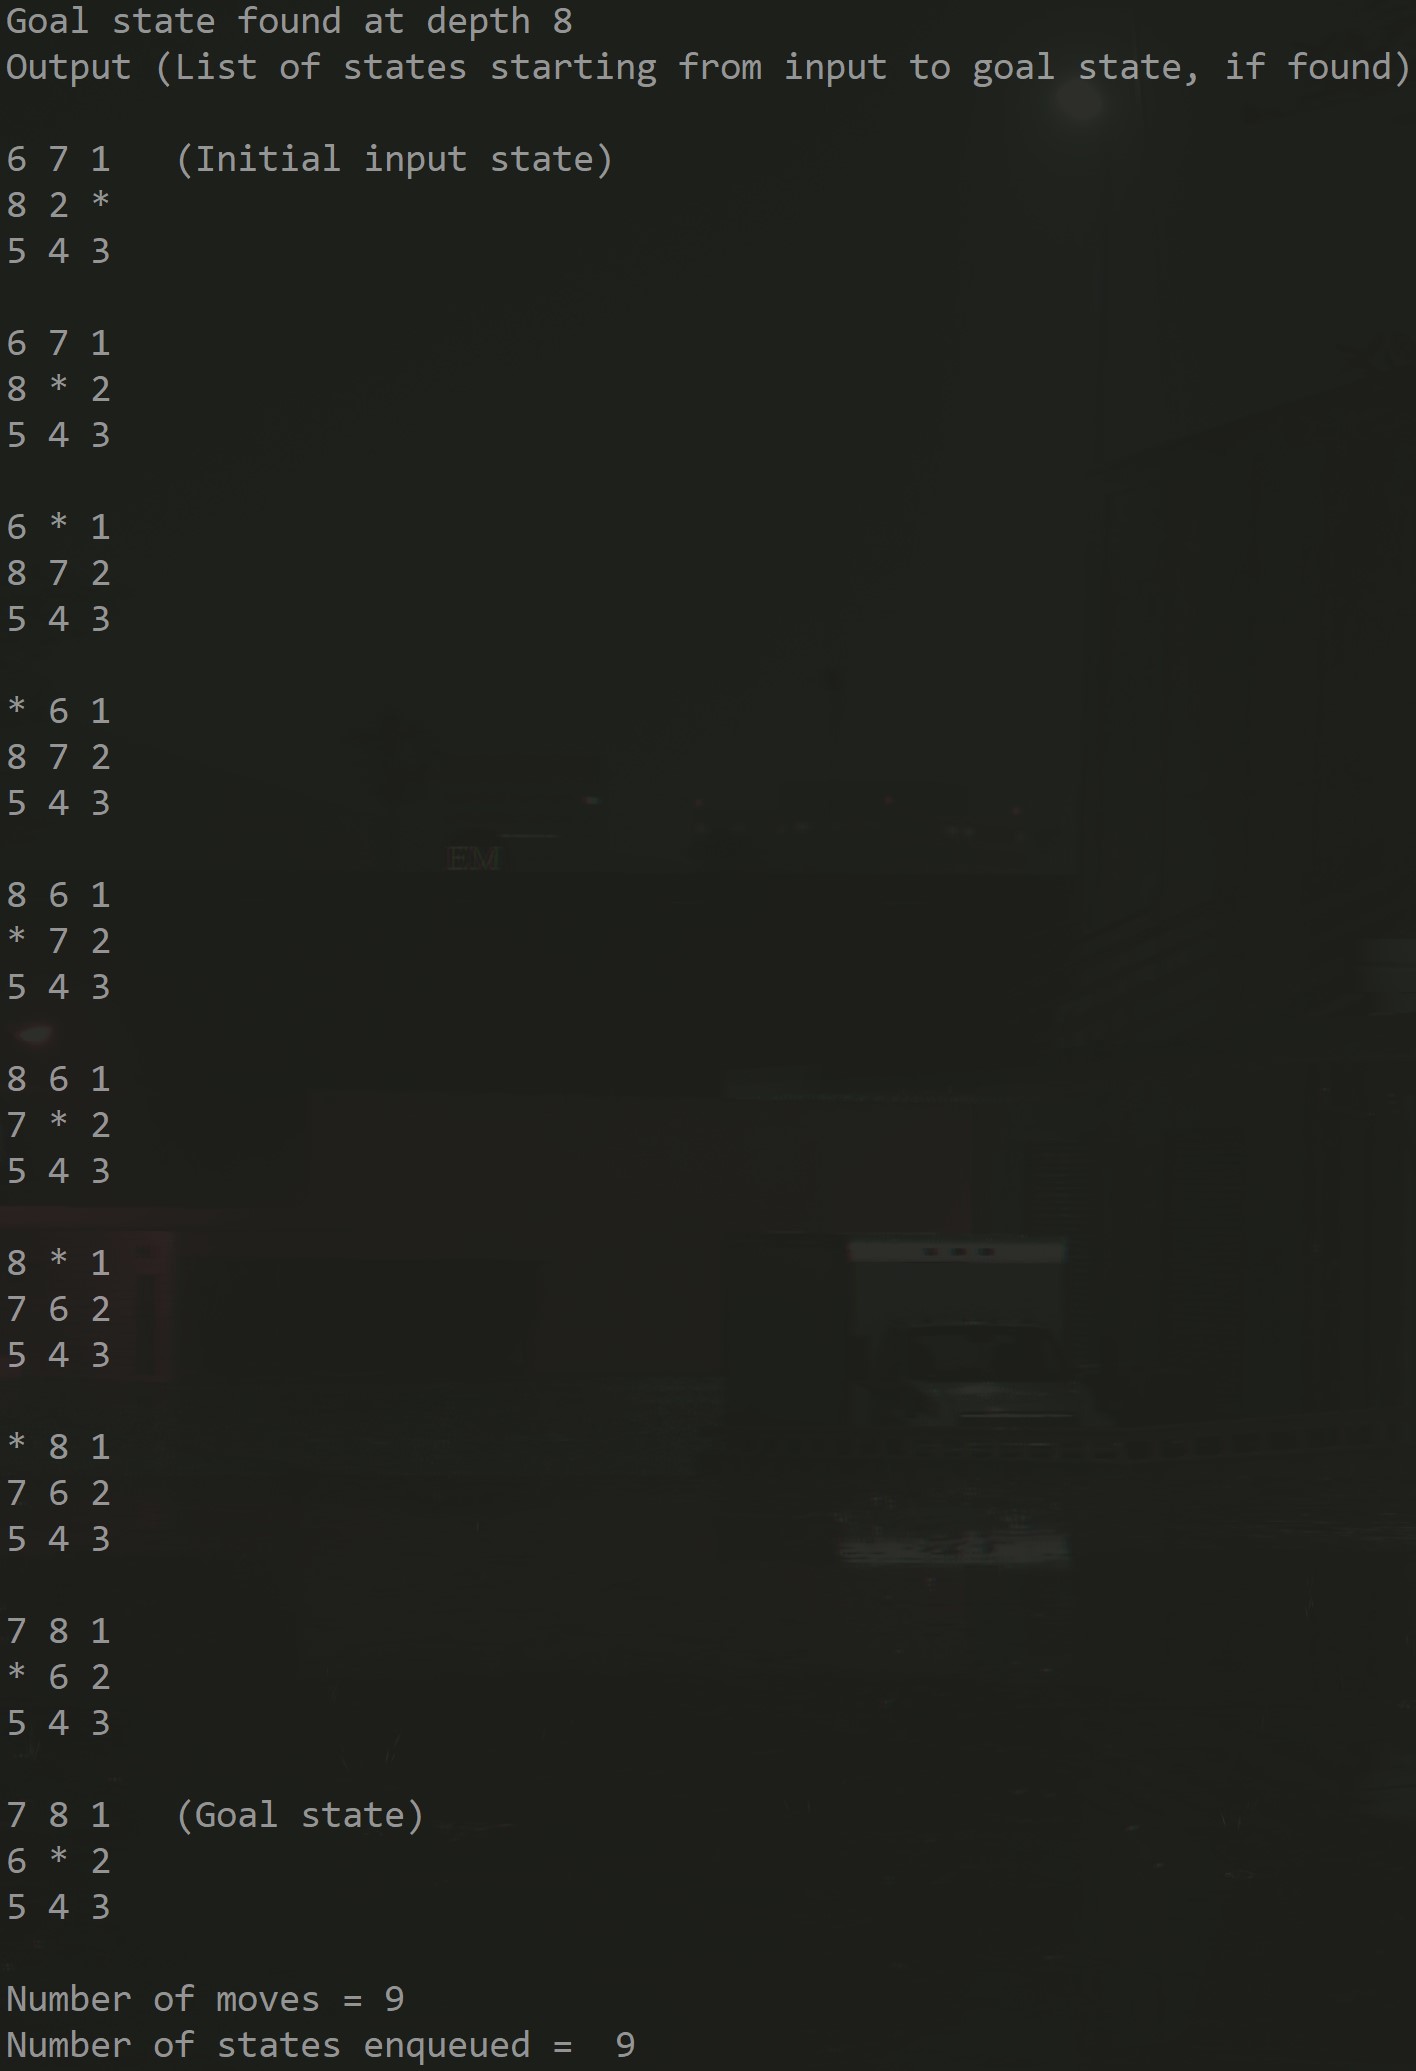 Goal state found at depth 8
Output (List of states starting from input to goal state, if found)
6 7 1   (Initial input state)
8 2 *
5 4 3
6 7 1
8 * 2
5 4 3
6 * 1
8 7 2
5 4 3
* 6 1
8 7 2
5 4 3
8 6 1
* 7 2
5 4 3
8 6 1
7 * 2
5 4 3
8 * 1
7 6 2
5 4 3
* 8 1
7 6 2
5 4 3
7 8 1
* 6 2
5 4 3
7 8 1   (Goal state)
6 * 2
5 4 3
Number of moves = 9
Number of states enqueued =  9